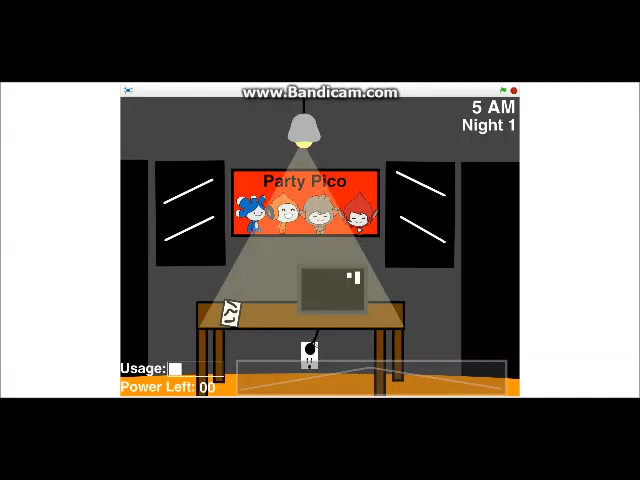 www.Bandicam.com
5 AM
Night 1
Party Pico
Usage:
Power Left: 00